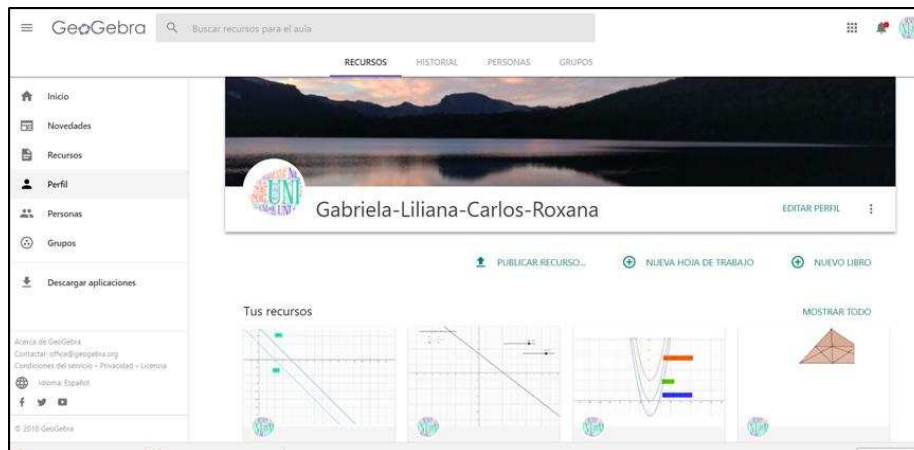 GeoGebra
Buscar recursos para el aula
RECURSOS HISTORIAL PERSONAS GRUPOS
Inicio
Novedades
Recursos
Perfil
Personas
Grupos
Descargar aplicaciones
Acerca de GeoGebra
Contactar: office@geogebra.org
Condiciones del servicio – Privacidad – Licencia
Idioma: Español
© 2018 GeoGebra
UNI
Gabriela-Liliana-Carlos-Roxana
EDITAR PERFIL
PUBLICAR RECURSO... NUEVA HOJA DE TRABAJO NUEVO LIBRO
Tus recursos
MOSTRAR TODO